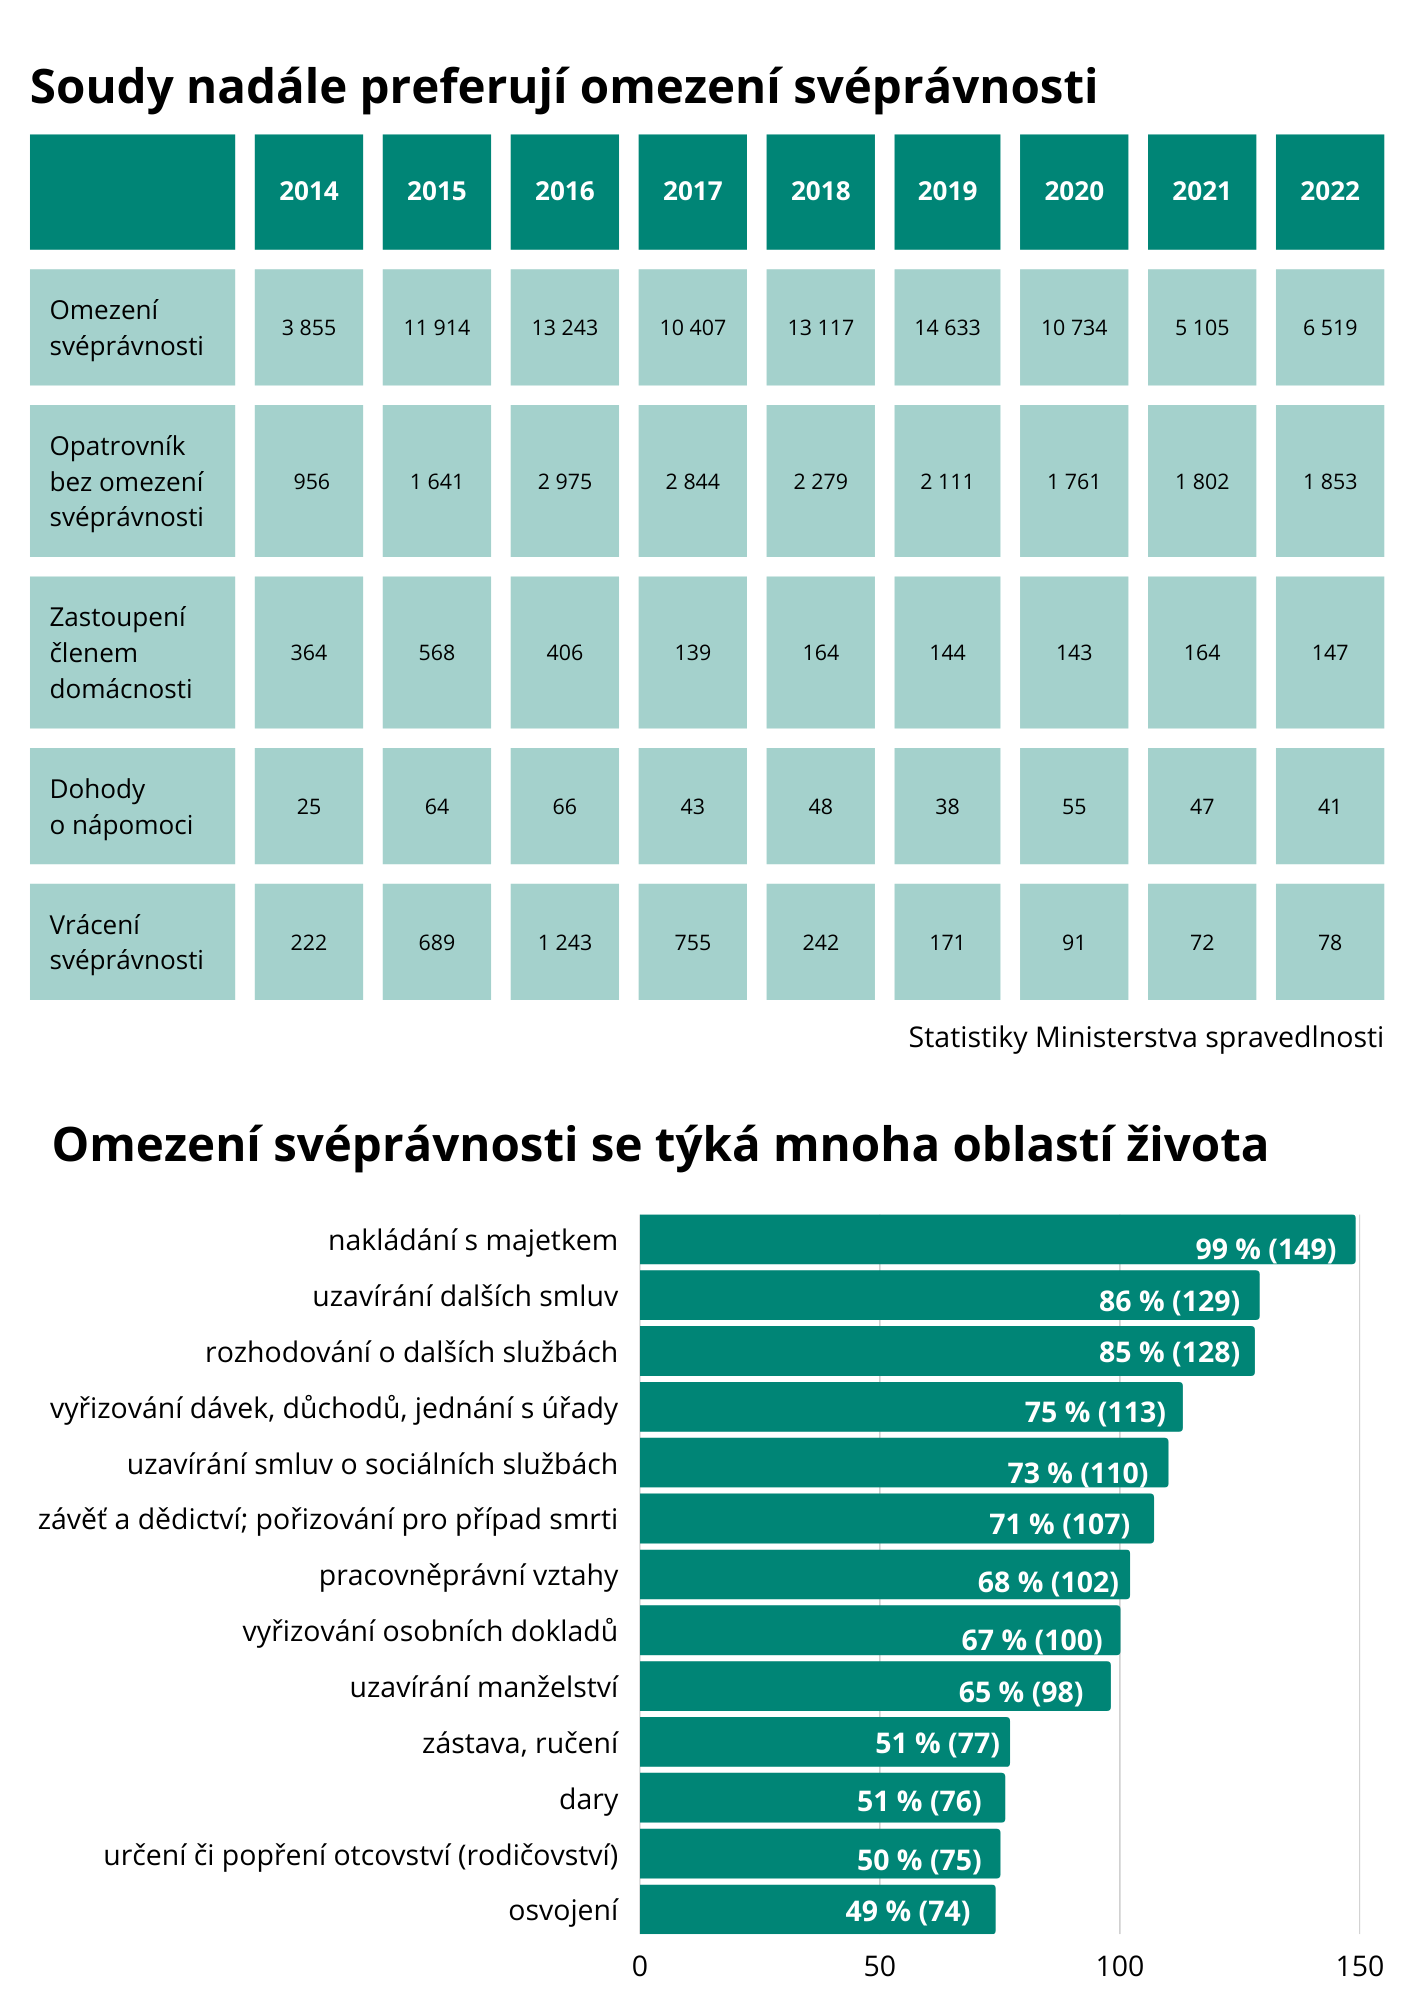 Soudy nadále preferují omezení svéprávnosti
2014 2015 2016 2017 2018 2019 2020 2021 2022
Omezení
svéprávnosti
3 855 11 914 13 243 10 407 13 117 14 633 10 734 5 105 6 519
Opatrovník
bez omezení
svéprávnosti
956 1 641 2 975 2 844 2 279 2 111 1 761 1 802 1 853
Zastoupení
členem
domácnosti
364 568 406 139 164 144 143 164 147
Dohody
o nápomoci
25 64 66 43 48 38 55 47 41
Vrácení
svéprávnosti
222 689 1 243 755 242 171 91 72 78
Statistiky Ministerstva spravedlnosti
Omezení svéprávnosti se týká mnoha oblastí života
nakládání s majetkem 99 % (149)
uzavírání dalších smluv 86 % (129)
rozhodování o dalších službách 85 % (128)
vyřizování dávek, důchodů, jednání s úřady 75 % (113)
uzavírání smluv o sociálních službách 73 % (110)
závěť a dědictví; pořizování pro případ smrti 71 % (107)
pracovněprávní vztahy 68 % (102)
vyřizování osobních dokladů 67 % (100)
uzavírání manželství 65 % (98)
zástava, ručení 51 % (77)
dary 51 % (76)
určení či popření otcovství (rodičovství) 50 % (75)
osvojení 49 % (74)
0 50 100 150